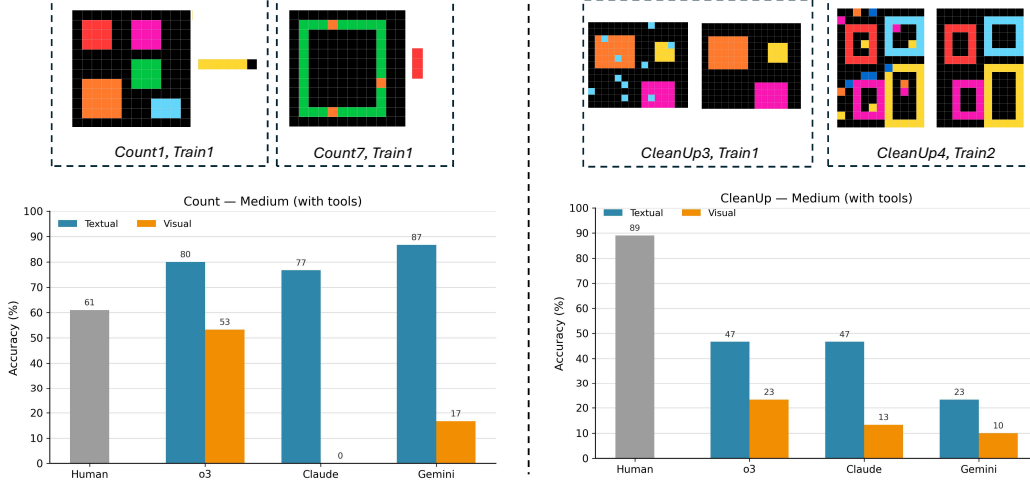 Count1, Train1
Count7, Train1
Count — Medium (with tools)
Textual
Visual
Accuracy (%)
100
90
80
70
60
50
40
30
20
10
0
61
80
53
77
0
87
17
Human
o3
Claude
Gemini
CleanUp3, Train1
CleanUp4, Train2
CleanUp — Medium (with tools)
Textual
Visual
Accuracy (%)
100
90
80
70
60
50
40
30
20
10
0
89
47
23
47
13
23
10
Human
o3
Claude
Gemini